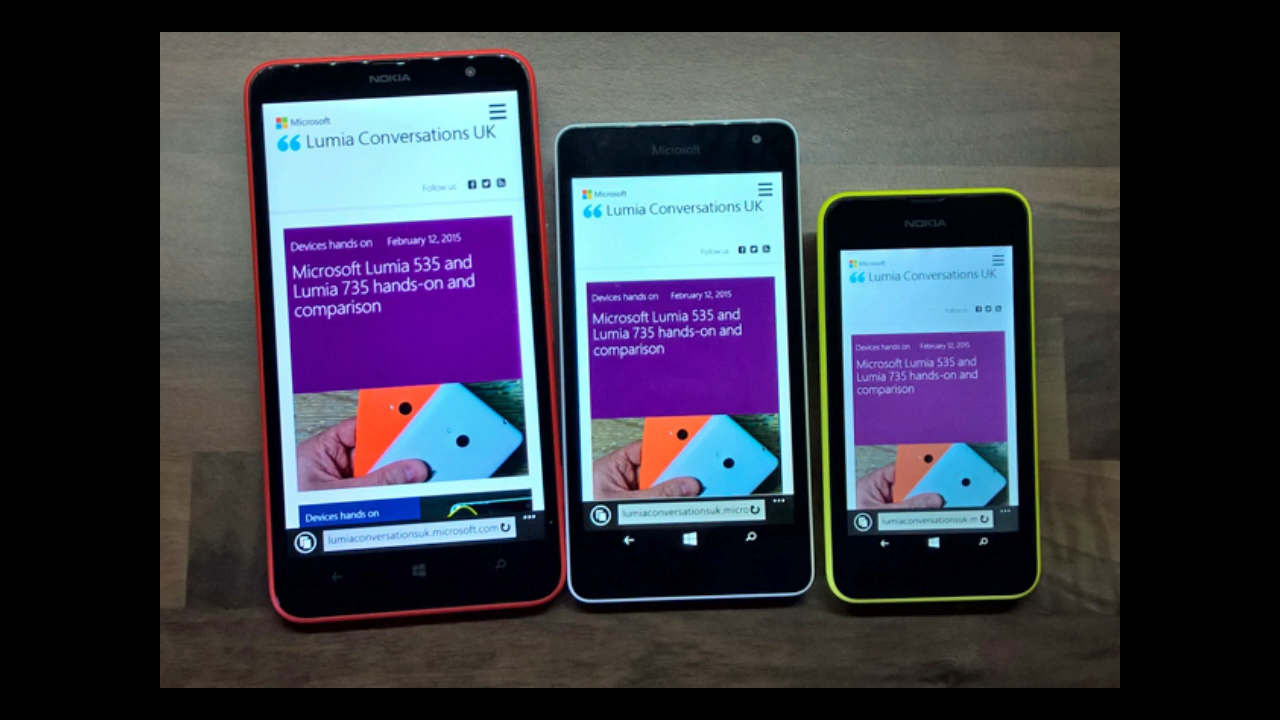 NOKIA
Microsoft
Lumia Conversations UK
Follow us
Devices hands on February 12, 2015
Microsoft Lumia 535 and
Lumia 735 hands-on and
comparison
Devices hands on
lumiaconversationsuk.microsoft.com
Microsoft
Microsoft
Lumia Conversations UK
Follow us
Devices hands on February 12, 2015
Microsoft Lumia 535 and
Lumia 735 hands-on and
comparison
lumiaconversationsuk.micro
NOKIA
Microsoft
Lumia Conversations UK
Follow us
Devices hands on February 12, 2015
Microsoft Lumia 535 and
Lumia 735 hands-on and
comparison
lumiaconversationsuk.m